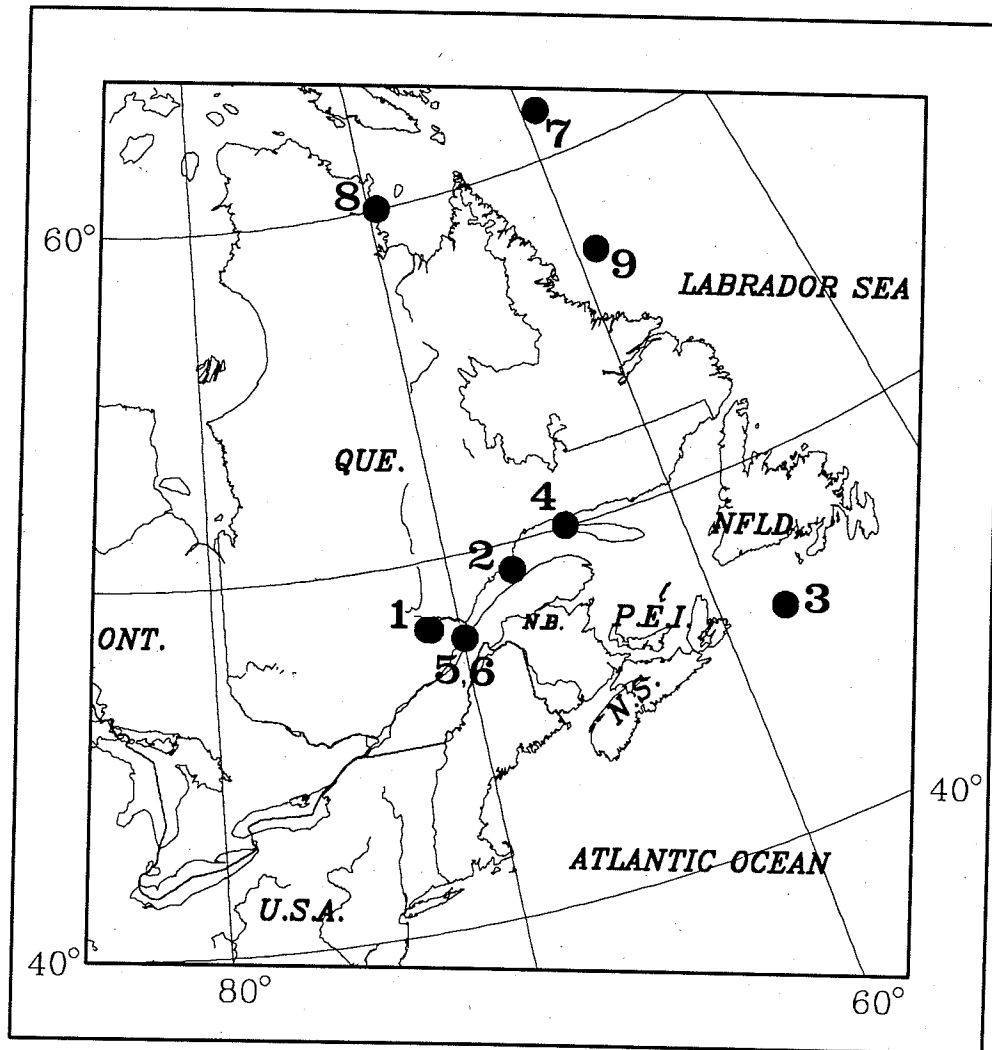 7
8
60°
9
LABRADOR SEA
QUE.
4
NFLD.
2
3
1
N.B.
P.E.I.
ONT.
5,6
N.S.
40°
ATLANTIC OCEAN
U.S.A.
40°
80°
60°